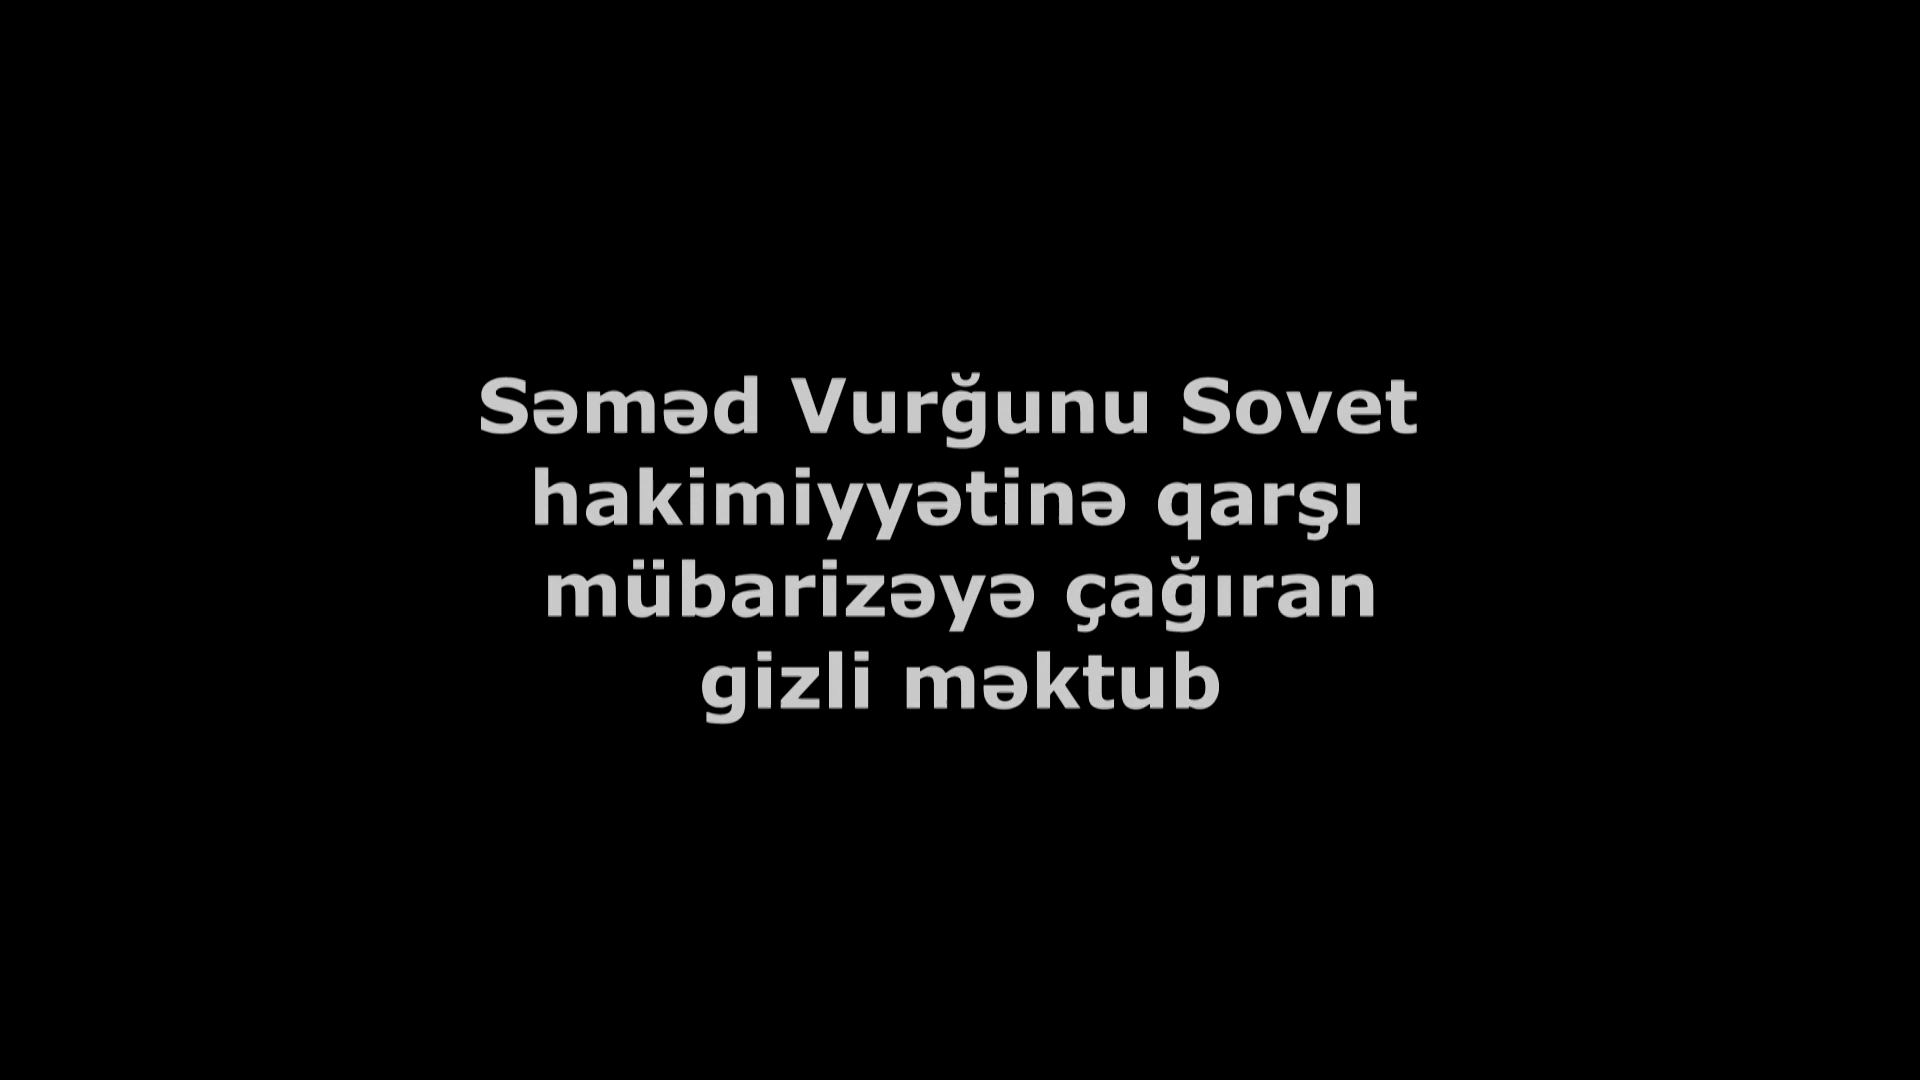 Səməd Vurğunu Sovet
hakimiyyətinə qarşı
mübarizəyə çağıran
gizli məktub